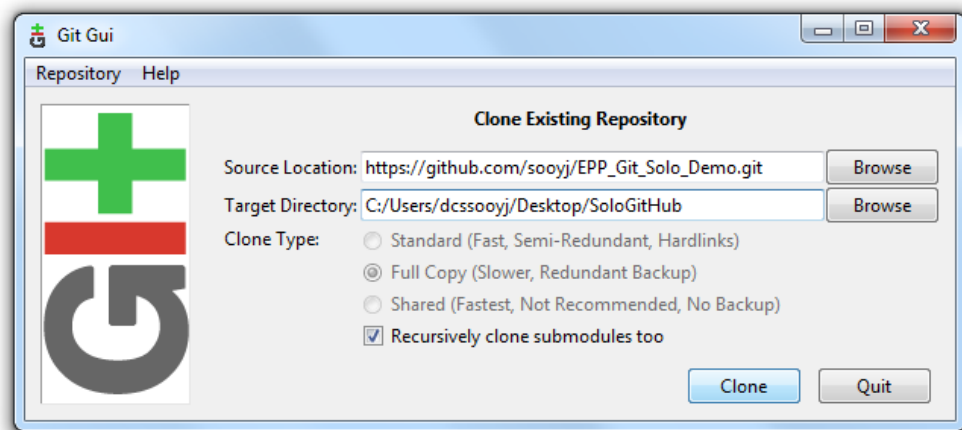 Git Gui
Repository Help
GIT
Clone Existing Repository
Source Location: https://github.com/sooyj/EPP_Git_Solo_Demo.git Browse
Target Directory: C:/Users/dcssooyj/Desktop/SoloGitHub Browse
Clone Type: Standard (Fast, Semi-Redundant, Hardlinks)
Full Copy (Slower, Redundant Backup)
Shared (Fastest, Not Recommended, No Backup)
Recursively clone submodules too
Clone Quit